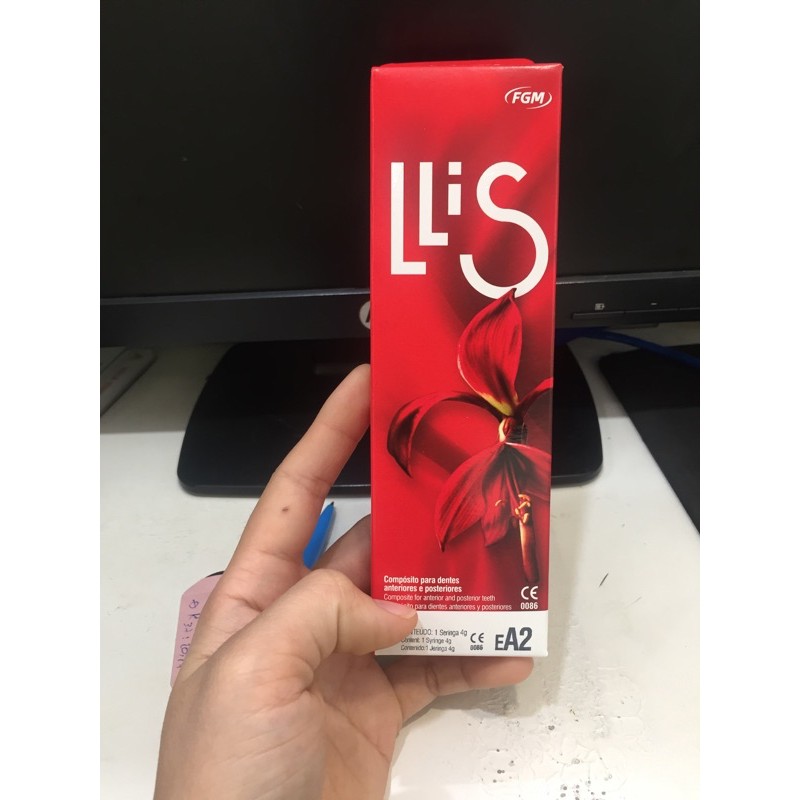 FGM
LLiS
Compósito para dentes
anteriores e posteriores
Composite for anterior and posterior teeth
para dientes anteriores y posteriores
CE
0086
1 Seringa 4g
Content: 1 Syringe 4g
Contenido: 1 Jeringa 4g
CE
0086
EA2